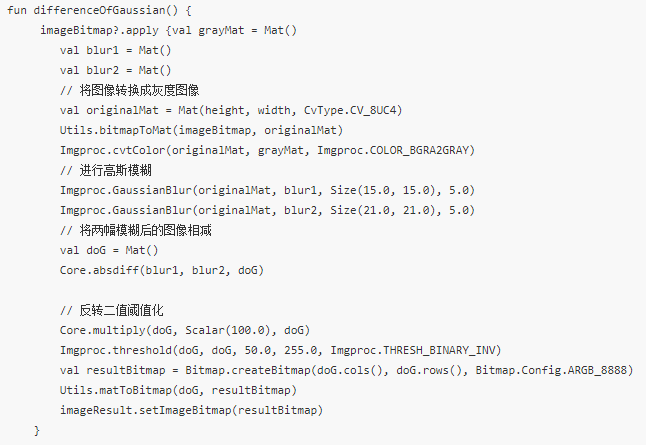 fun differenceOfGaussian() {
imageBitmap?.apply {val grayMat = Mat()
val blur1 = Mat()
val blur2 = Mat()
// 将图像转换成灰度图像
val originalMat = Mat(height, width, CvType.CV_8UC4)
Utils.bitmapToMat(imageBitmap, originalMat)
Imgproc.cvtColor(originalMat, grayMat, Imgproc.COLOR_BGRA2GRAY)
// 进行高斯模糊
Imgproc.GaussianBlur(originalMat, blur1, Size(15.0, 15.0), 5.0)
Imgproc.GaussianBlur(originalMat, blur2, Size(21.0, 21.0), 5.0)
// 将两幅模糊后的图像相减
val doG = Mat()
Core.absdiff(blur1, blur2, doG)
// 反转二值阈值化
Core.multiply(doG, Scalar(100.0), doG)
Imgproc.threshold(doG, doG, 50.0, 255.0, Imgproc.THRESH_BINARY_INV)
val resultBitmap = Bitmap.createBitmap(doG.cols(), doG.rows(), Bitmap.Config.ARGB_8888)
Utils.matToBitmap(doG, resultBitmap)
imageResult.setImageBitmap(resultBitmap)
}